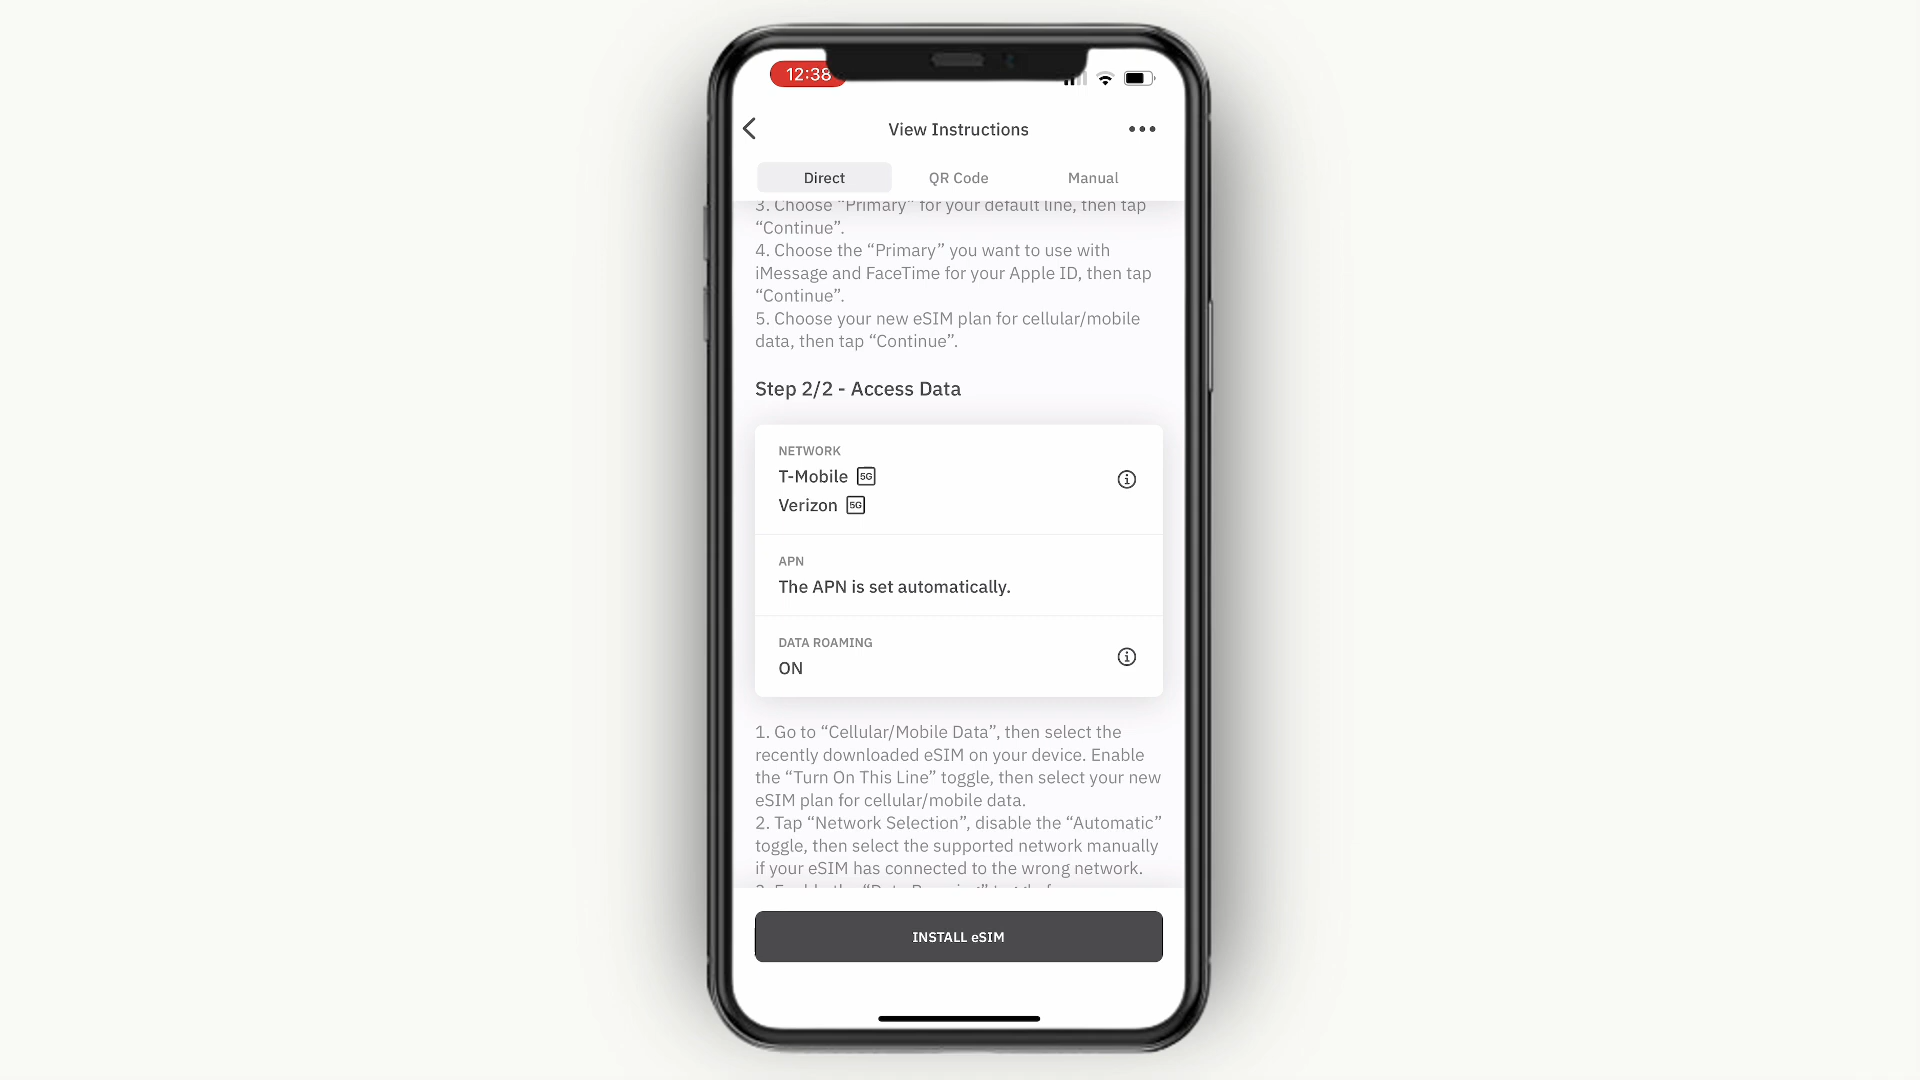 12:38
View Instructions
Direct
QR Code
Manual
3. Choose “Primary” for your default line, then tap
“Continue”.
4. Choose the “Primary” you want to use with
iMessage and FaceTime for your Apple ID, then tap
“Continue”.
5. Choose your new eSIM plan for cellular/mobile
data, then tap “Continue”.
Step 2/2 - Access Data
NETWORK
T-Mobile 5G
Verizon 5G
APN
The APN is set automatically.
DATA ROAMING
ON
1. Go to “Cellular/Mobile Data”, then select the
recently downloaded eSIM on your device. Enable
the “Turn On This Line” toggle, then select your new
eSIM plan for cellular/mobile data.
2. Tap “Network Selection”, disable the “Automatic”
toggle, then select the supported network manually
if your eSIM has connected to the wrong network.
INSTALL eSIM